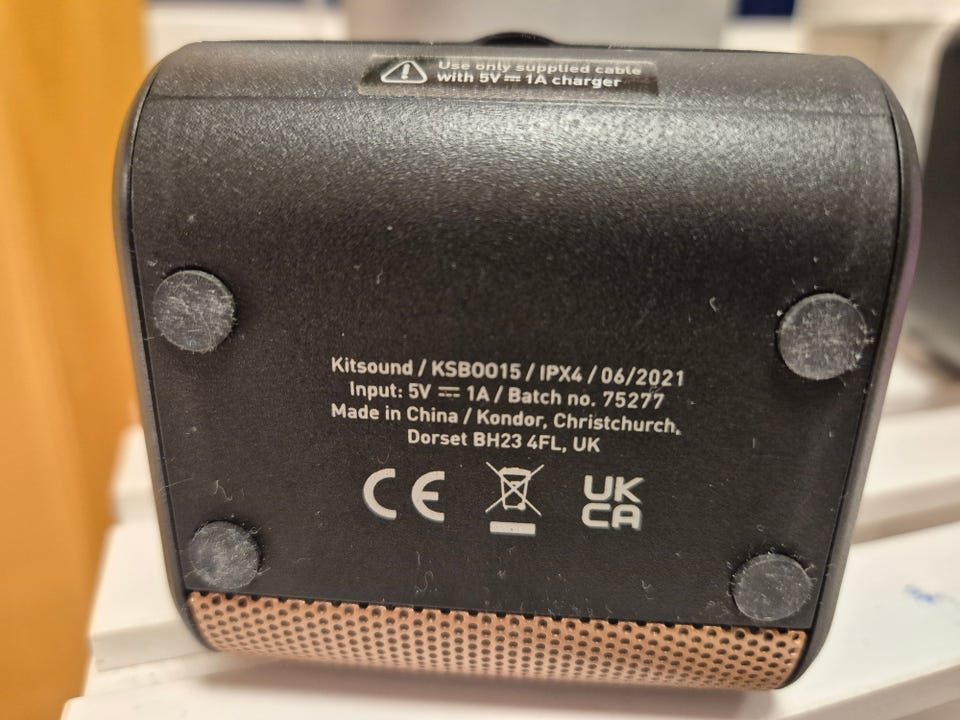 Use only supplied cable
with 5V ⎓ 1A charger
Kitsound / KSB0015 / IPX4 / 06/2021
Input: 5V ⎓ 1A / Batch no. 75277
Made in China / Kondor, Christchurch,
Dorset BH23 4FL, UK
CE
UK
CA